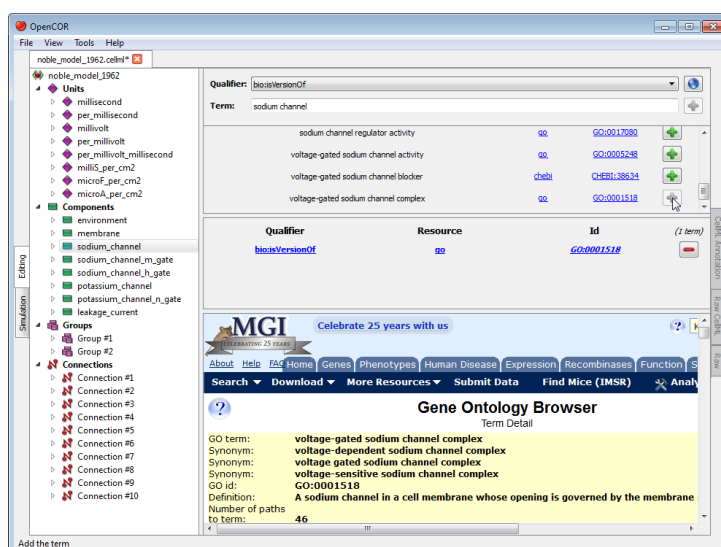 OpenCOR
File View Tools Help
noble_model_1962.cellml*
noble_model_1962
Units
millisecond
per_millisecond
millivolt
per_millivolt
per_millivolt_millisecond
milliS_per_cm2
microF_per_cm2
microA_per_cm2
Components
environment
membrane
sodium_channel
sodium_channel_m_gate
sodium_channel_h_gate
potassium_channel
potassium_channel_n_gate
leakage_current
Groups
Group #1
Group #2
Connections
Connection #1
Connection #2
Connection #3
Connection #4
Connection #5
Connection #6
Connection #7
Connection #8
Connection #9
Connection #10
Editing
Simulation
Qualifier: bio:isVersionOf
Term: sodium channel
sodium channel regulator activity go GO:0017080
voltage-gated sodium channel activity go GO:0005248
voltage-gated sodium channel blocker chebi CHEBI:38634
voltage-gated sodium channel complex go GO:0001518
Qualifier Resource Id (1 term)
bio:isVersionOf go GO:0001518
MGI
CELEBRATING 25 YEARS
Celebrate 25 years with us
? K
About Help FAQ Home Genes Phenotypes Human Disease Expression Recombinases Function S
Search Download More Resources Submit Data Find Mice (IMSR) Analy
? Gene Ontology Browser
Term Detail
GO term: voltage-gated sodium channel complex
Synonym: voltage-dependent sodium channel complex
Synonym: voltage gated sodium channel complex
Synonym: voltage-sensitive sodium channel complex
GO id: GO:0001518
Definition: A sodium channel in a cell membrane whose opening is governed by the membrane
Number of paths
to term: 46
CellML Annotation
Raw CellML
Raw
Add the term